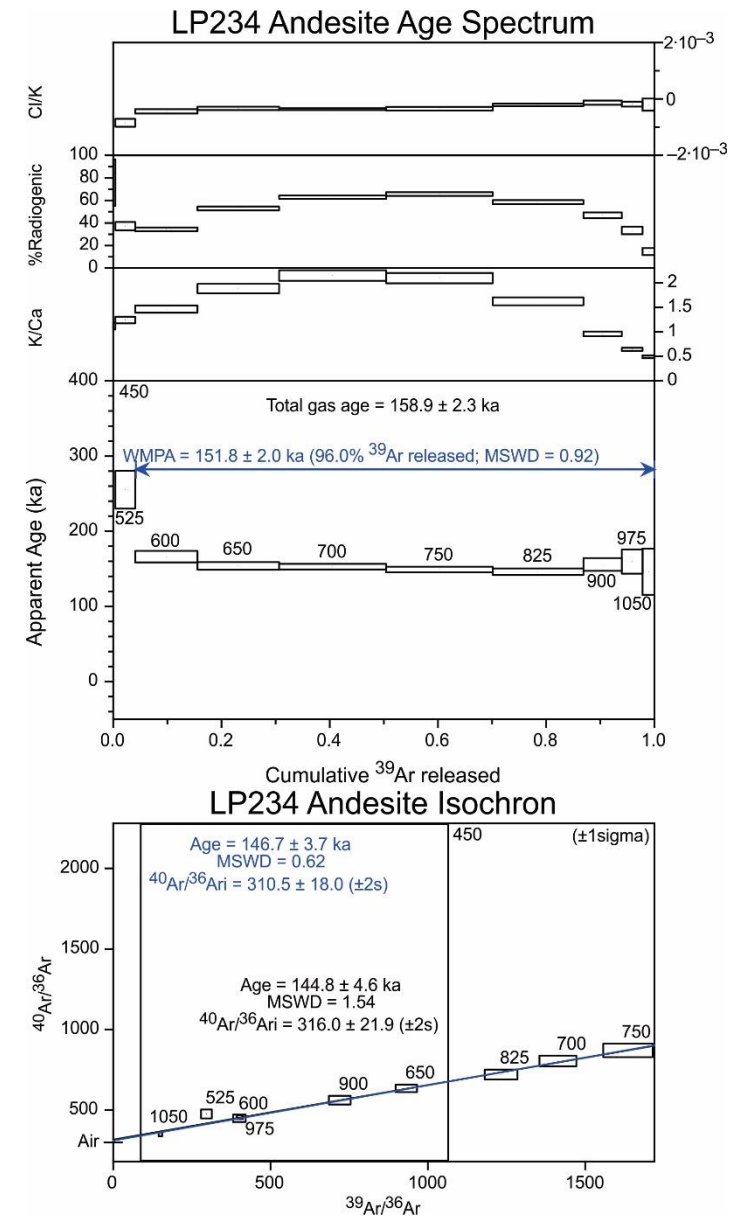 LP234 Andesite Age Spectrum
Cl/K
2·10⁻³
0
−2·10⁻³
%Radiogenic
100
80
60
40
20
0
K/Ca
2
1.5
1
0.5
0
Apparent Age (ka)
400
300
200
100
0
450
Total gas age = 158.9 ± 2.3 ka
WMPA = 151.8 ± 2.0 ka (96.0% ³⁹Ar released; MSWD = 0.92)
525
600
650
700
750
825
900
975
1050
0.0
0.2
0.4
0.6
0.8
1.0
Cumulative ³⁹Ar released
LP234 Andesite Isochron
450
(±1sigma)
Age = 146.7 ± 3.7 ka
MSWD = 0.62
⁴⁰Ar/³⁶Ari = 310.5 ± 18.0 (±2s)
Age = 144.8 ± 4.6 ka
MSWD = 1.54
⁴⁰Ar/³⁶Ari = 316.0 ± 21.9 (±2s)
⁴⁰Ar/³⁶Ar
2000
1500
1000
500
Air
1050
525
600
975
900
650
825
700
750
0
500
1000
1500
³⁹Ar/³⁶Ar